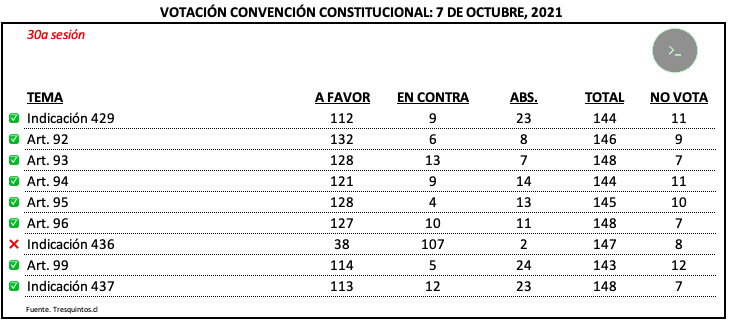 VOTACIÓN CONVENCIÓN CONSTITUCIONAL: 7 DE OCTUBRE, 2021
30a sesión
>_
TEMA A FAVOR EN CONTRA ABS. TOTAL NO VOTA
Indicación 429 112 9 23 144 11
Art. 92 132 6 8 146 9
Art. 93 128 13 7 148 7
Art. 94 121 9 14 144 11
Art. 95 128 4 13 145 10
Art. 96 127 10 11 148 7
Indicación 436 38 107 2 147 8
Art. 99 114 5 24 143 12
Indicación 437 113 12 23 148 7
Fuente. Tresquintos.cl